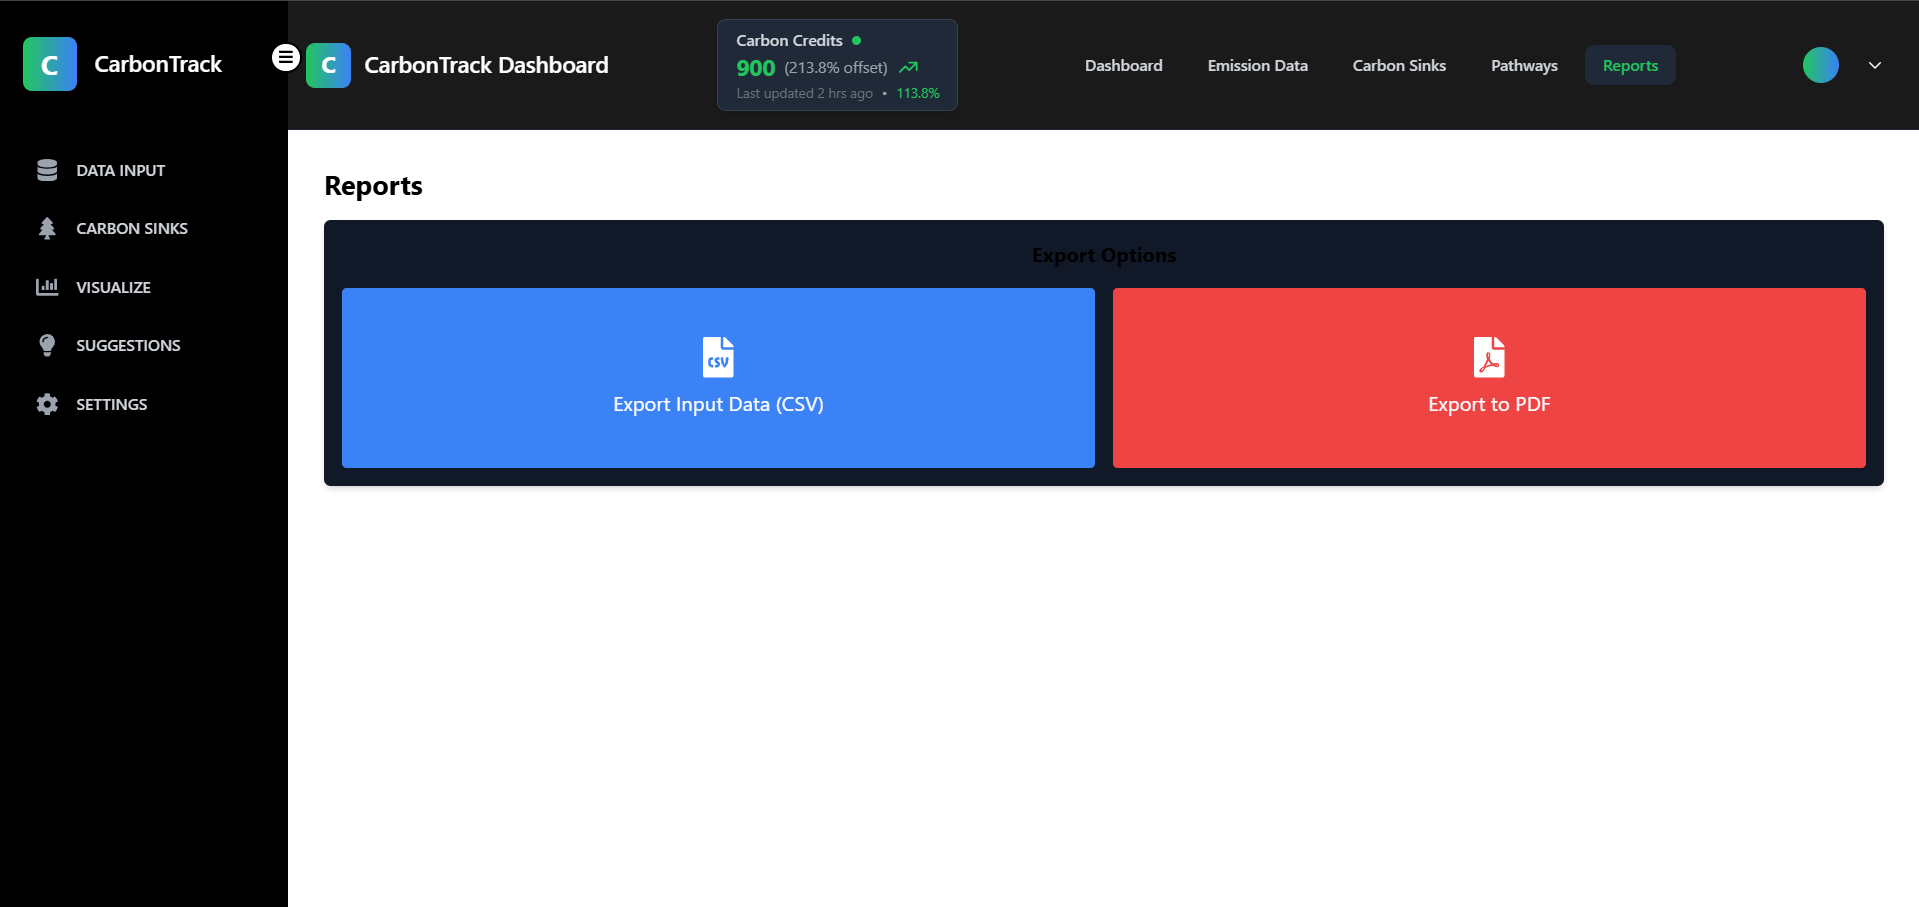 C CarbonTrack
DATA INPUT
CARBON SINKS
VISUALIZE
SUGGESTIONS
SETTINGS
C CarbonTrack Dashboard
Carbon Credits
900 (213.8% offset)
Last updated 2 hrs ago • 113.8%
Dashboard Emission Data Carbon Sinks Pathways Reports
Reports
Export Options
CSV
Export Input Data (CSV)
Export to PDF